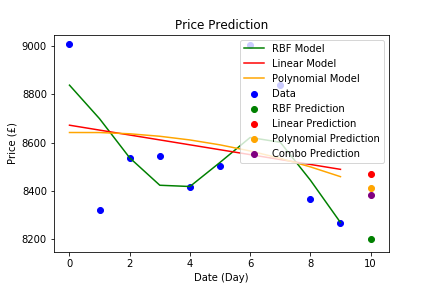 Price Prediction
9000
8800
8600
8400
8200
Price (£)
RBF Model
Linear Model
Polynomial Model
Data
RBF Prediction
Linear Prediction
Polynomial Prediction
Combo Prediction
0 2 4 6 8 10
Date (Day)